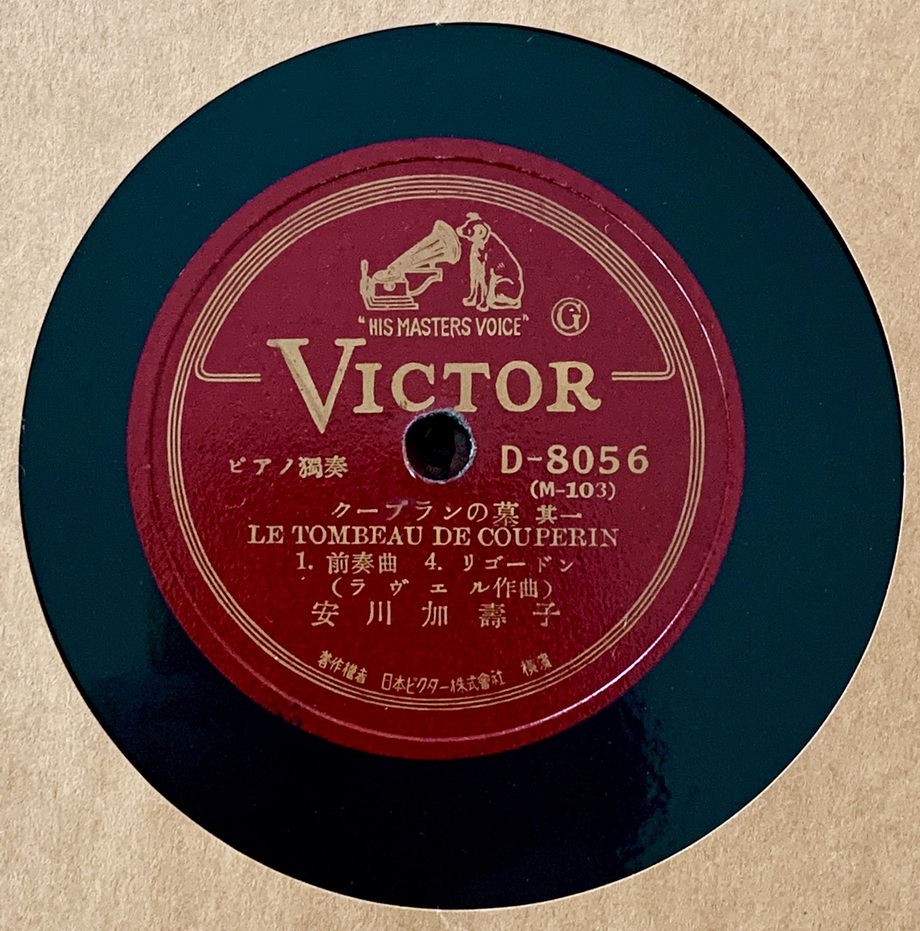 "HIS MASTERS VOICE"
G
VICTOR
ピアノ獨奏
D-8056
(M-103)
クープランの墓 其一
LE TOMBEAU DE COUPERIN
1. 前奏曲 4. リゴードン
(ラヴェル作曲)
安川加壽子
著作權者 日本ビクター株式會社 橫濱